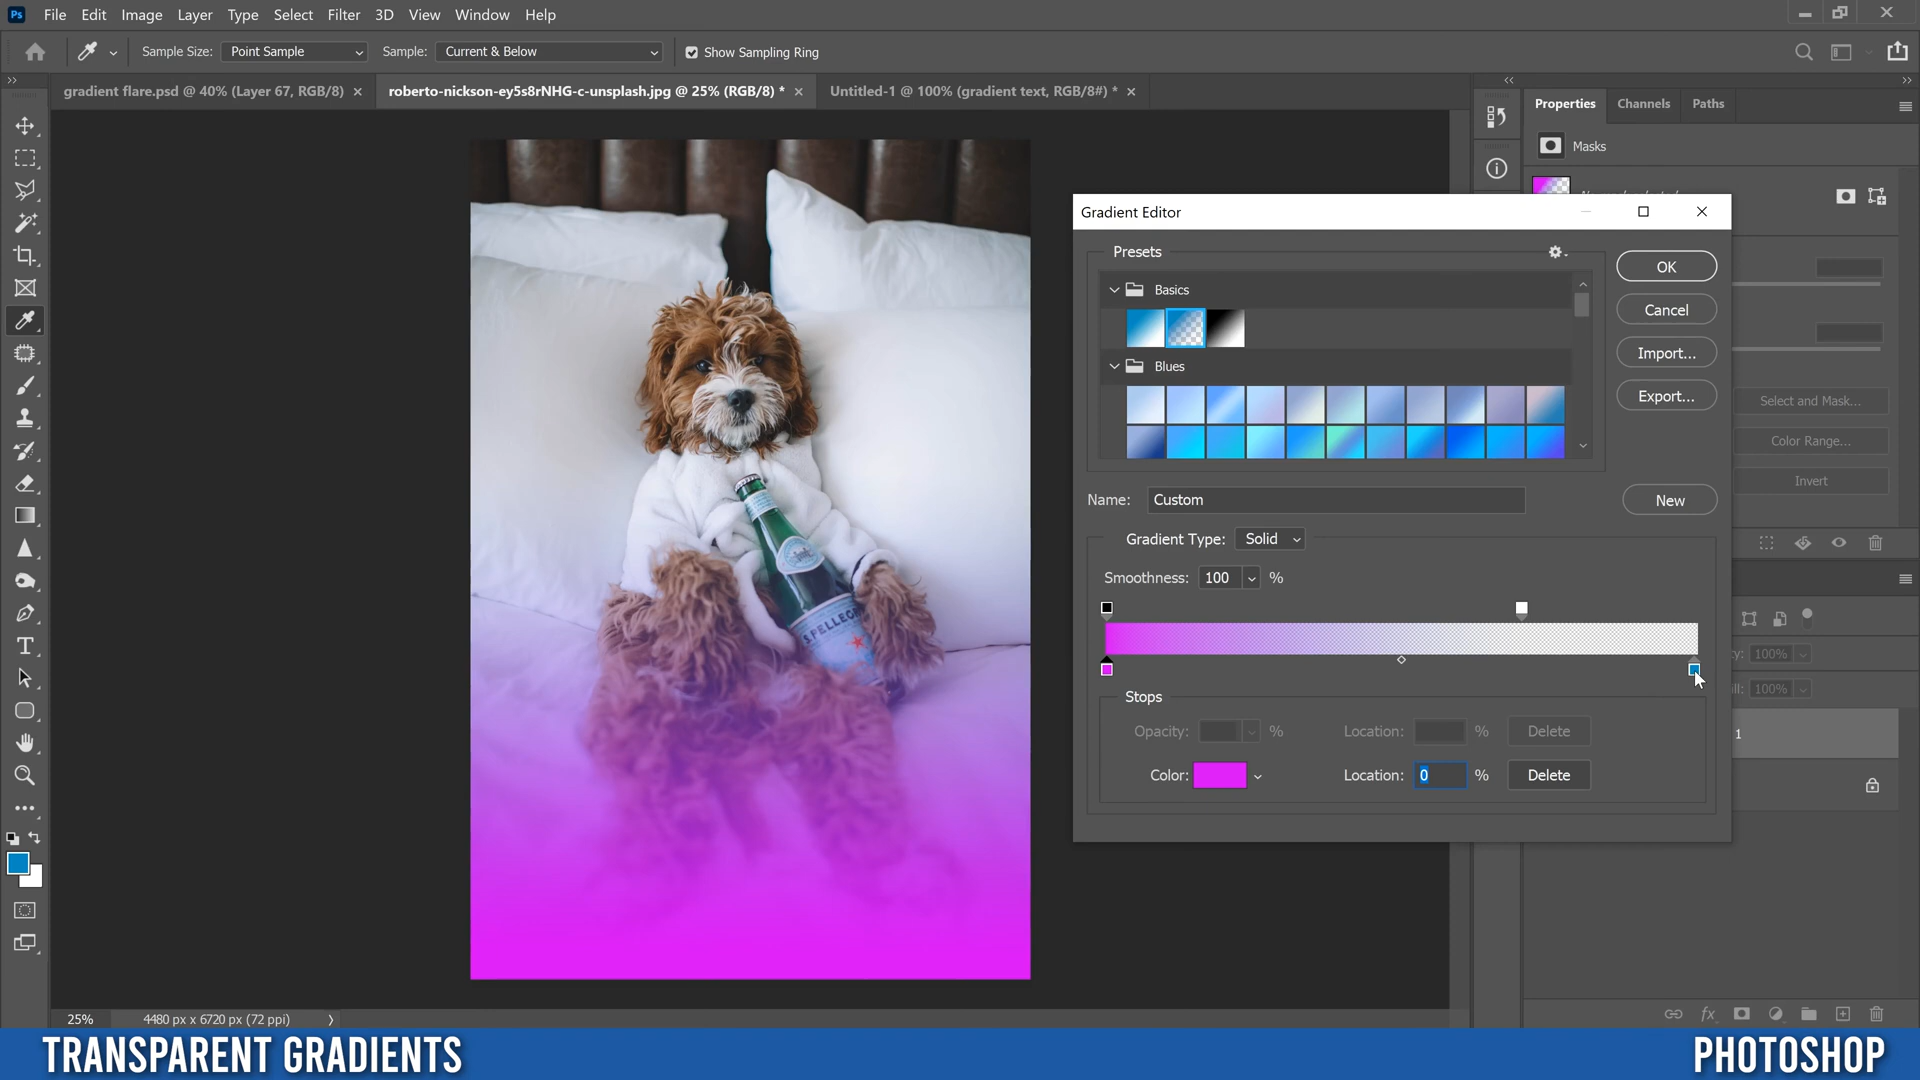 Ps File Edit Image Layer Type Select Filter 3D View Window Help
Sample Size: Point Sample Sample: Current & Below Show Sampling Ring
gradient flare.psd @ 40% (Layer 67, RGB/8) × roberto-nickson-ey5s8rNHG-c-unsplash.jpg @ 25% (RGB/8) * × Untitled-1 @ 100% (gradient text, RGB/8#) * ×
Properties Channels Paths
Masks
Gradient Editor
Presets
Basics
Blues
OK
Cancel
Import...
Export...
Select and Mask...
Color Range...
Invert
Name: Custom
New
Gradient Type: Solid
Smoothness: 100 %
Stops
Opacity: % Location: % Delete
Color: Location: 0 % Delete
100%
100%
1
S.PELLEGR
25% 4480 px x 6720 px (72 ppi)
fx
TRANSPARENT GRADIENTS
PHOTOSHOP